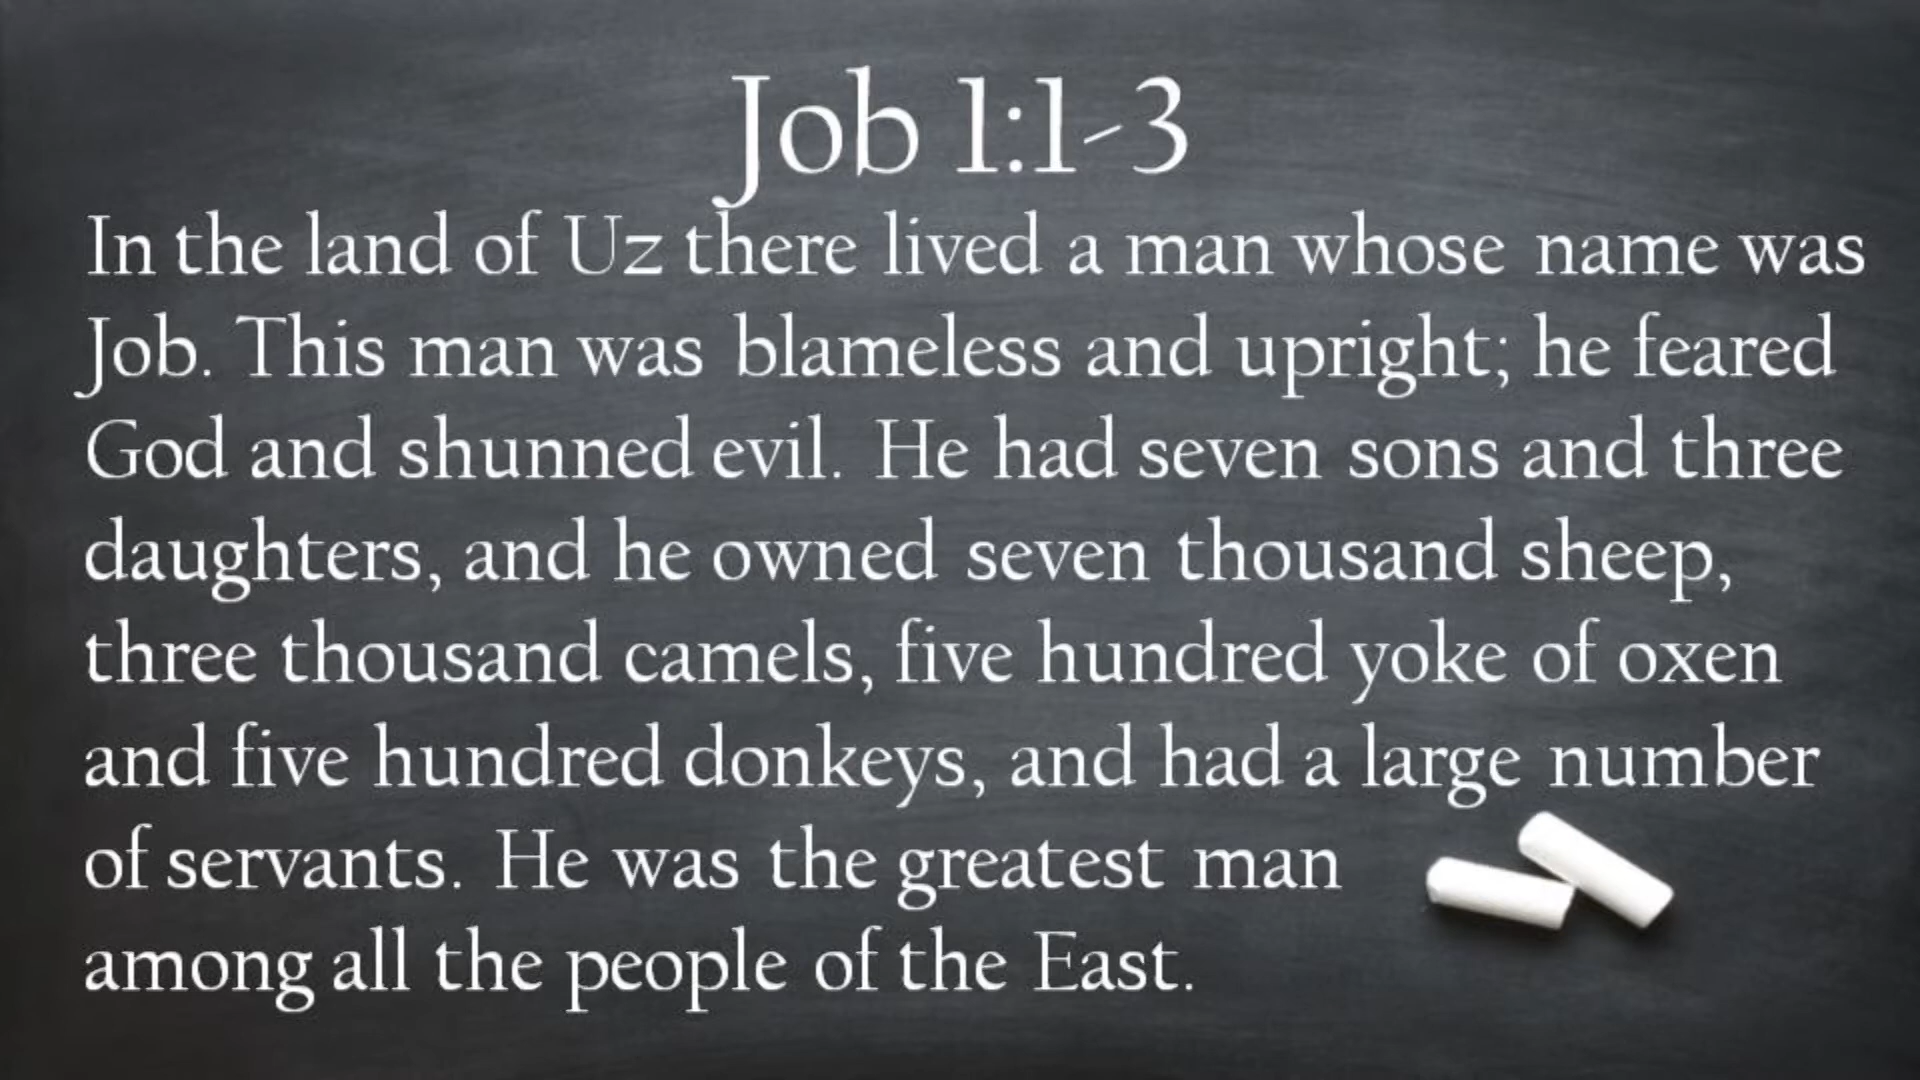 Job 1:1-3
In the land of Uz there lived a man whose name was
Job. This man was blameless and upright; he feared
God and shunned evil. He had seven sons and three
daughters, and he owned seven thousand sheep,
three thousand camels, five hundred yoke of oxen
and five hundred donkeys, and had a large number
of servants. He was the greatest man
among all the people of the East.